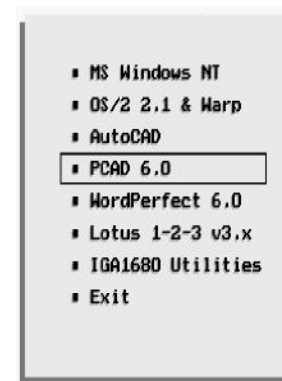 ▪ MS Windows NT
▪ OS/2 2.1 & Warp
▪ AutoCAD
▪ PCAD 6.0
▪ WordPerfect 6.0
▪ Lotus 1-2-3 v3.x
▪ IGA1680 Utilities
▪ Exit